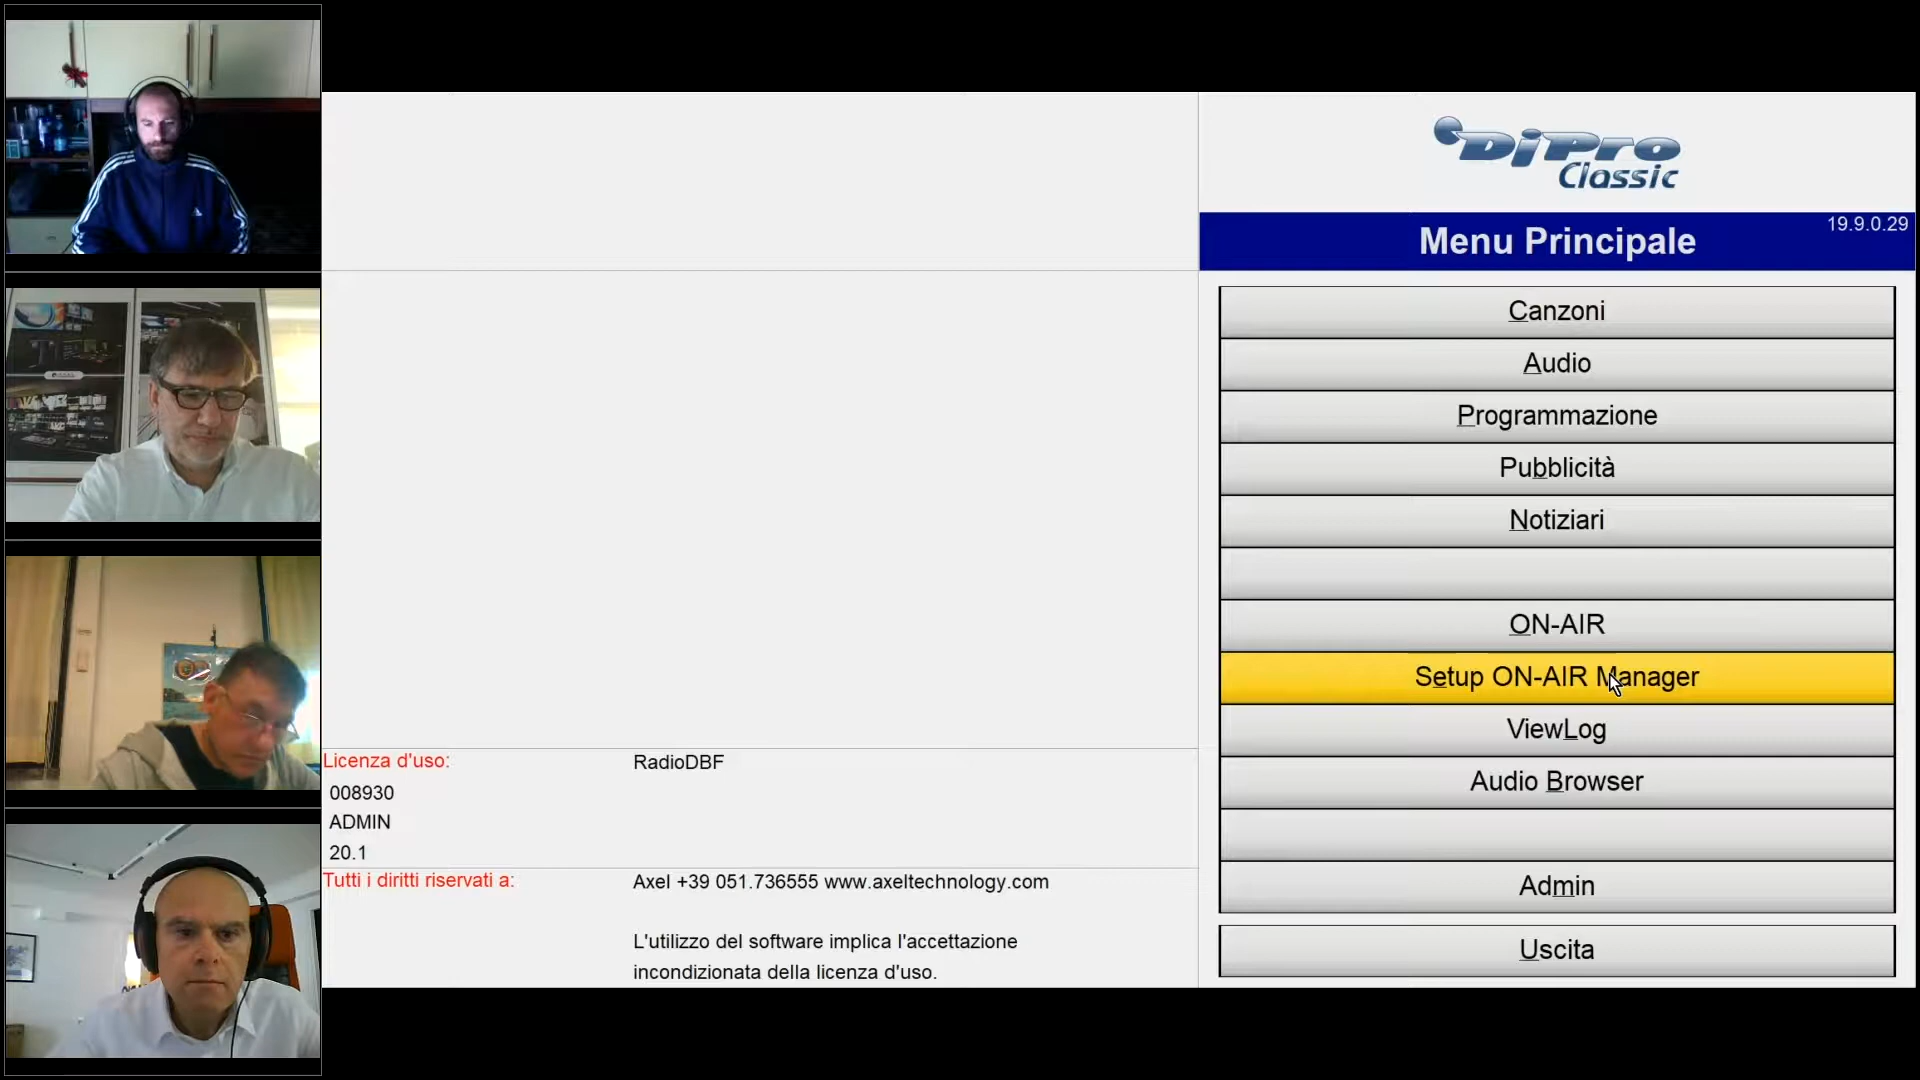 DjPro
Classic
Menu Principale
19.9.0.29
Canzoni
Audio
Programmazione
Pubblicità
Notiziari
ON-AIR
Setup ON-AIR Manager
ViewLog
Audio Browser
Admin
Uscita
Licenza d'uso:
RadioDBF
008930
ADMIN
20.1
Tutti i diritti riservati a:
Axel +39 051.736555 www.axeltechnology.com
L'utilizzo del software implica l'accettazione
incondizionata della licenza d'uso.